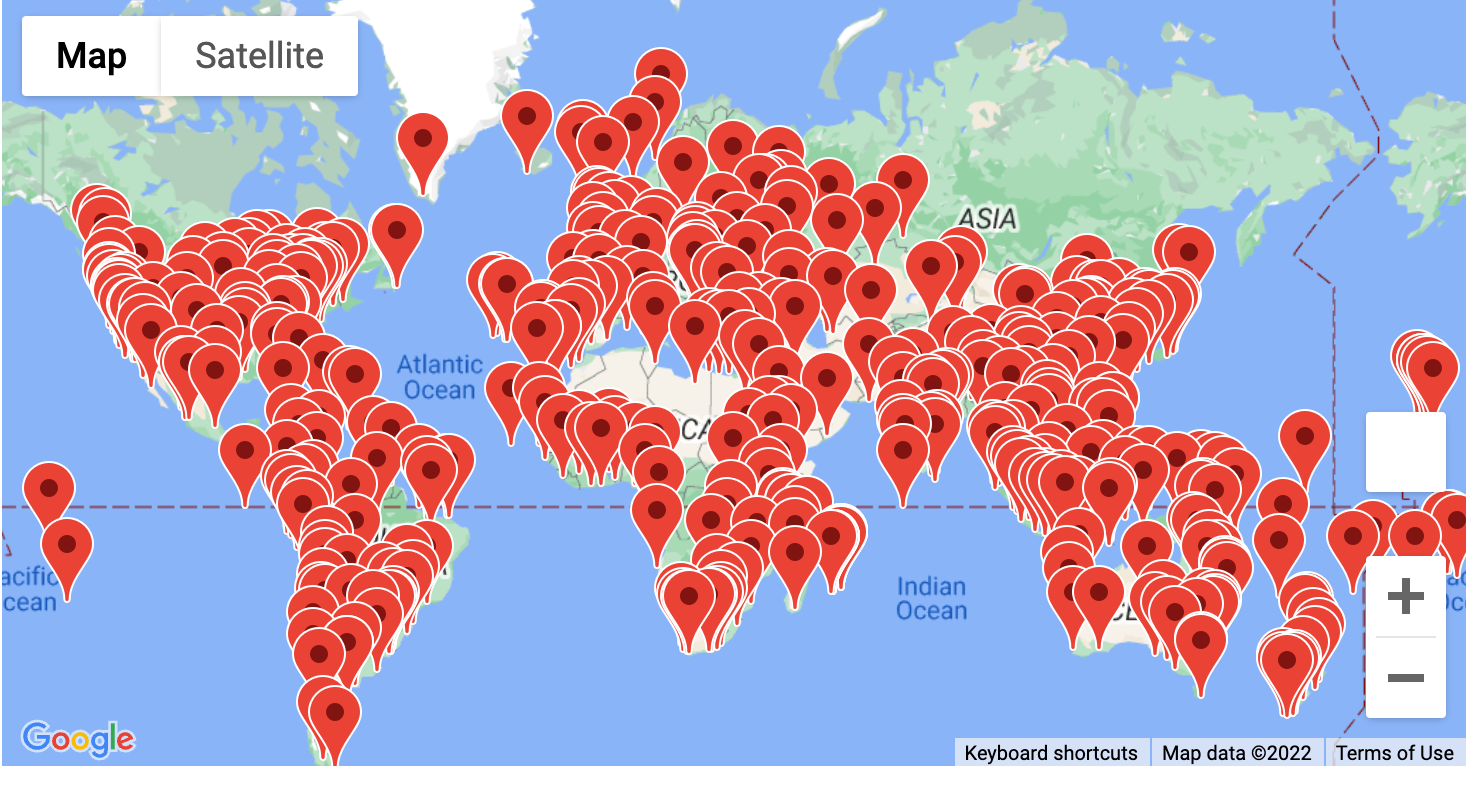 Map
Satellite
ASIA
Atlantic
Ocean
CA
Indian
Ocean
acific
cean
Google
Keyboard shortcuts
Map data ©2022
Terms of Use